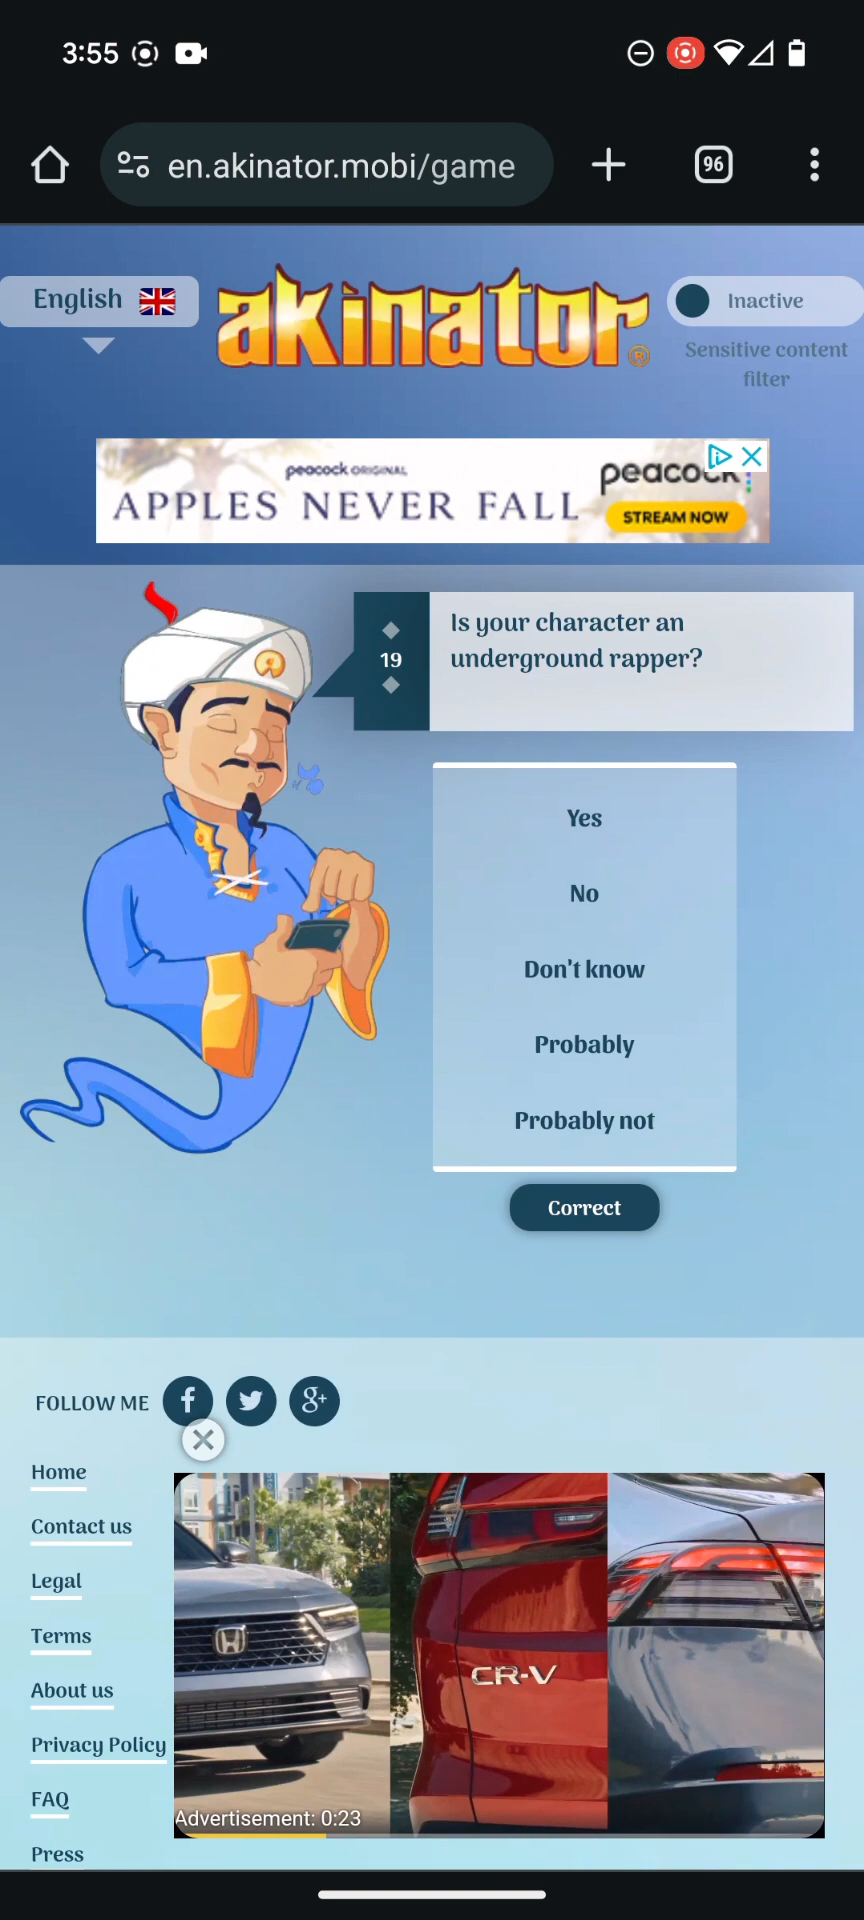 3:55
en.akinator.mobi/game
96
English
akinator®
Inactive
Sensitive content
filter
peacock ORIGINAL
APPLES NEVER FALL
peacock
STREAM NOW
19
Is your character an
underground rapper?
Yes
No
Don't know
Probably
Probably not
Correct
FOLLOW ME
Home
Contact us
Legal
Terms
About us
Privacy Policy
FAQ
Press
CR-V
Advertisement: 0:23